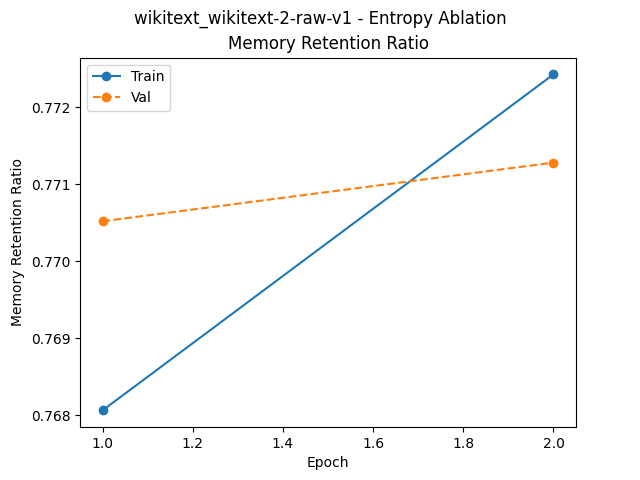 wikitext_wikitext-2-raw-v1 - Entropy Ablation
Memory Retention Ratio
Train
Val
Memory Retention Ratio
0.772
0.771
0.770
0.769
0.768
1.0
1.2
1.4
1.6
1.8
2.0
Epoch